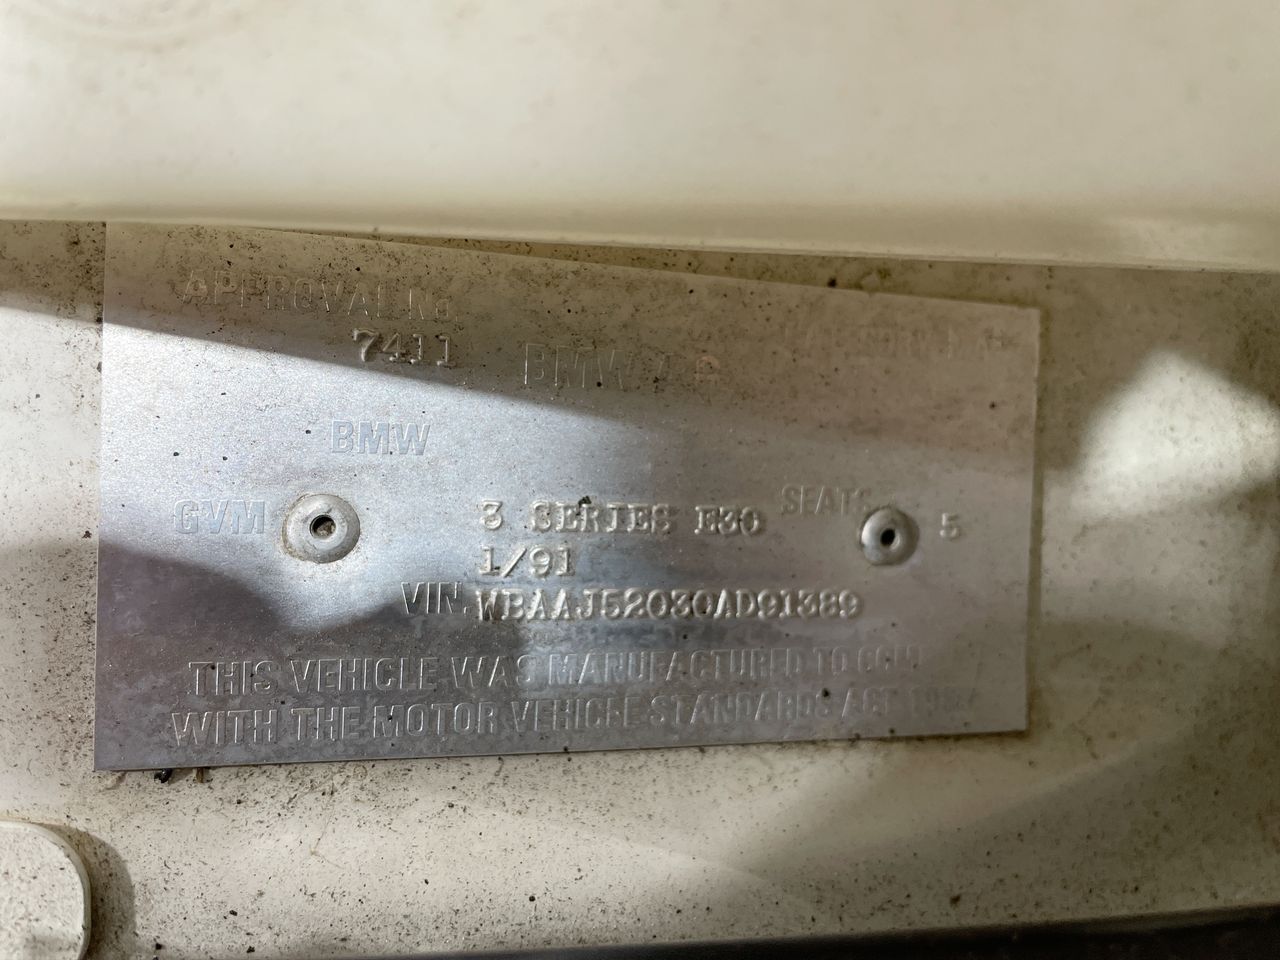 APPROVAL No.
7411
BMW A
BMW
GVM
3 SERIES E30
SEATS
5
1/91
VIN. WBAAJ52030AD91389
THIS VEHICLE WAS MANUFACTURED TO
WITH THE MOTOR VEHICLE STANDARDS ACT